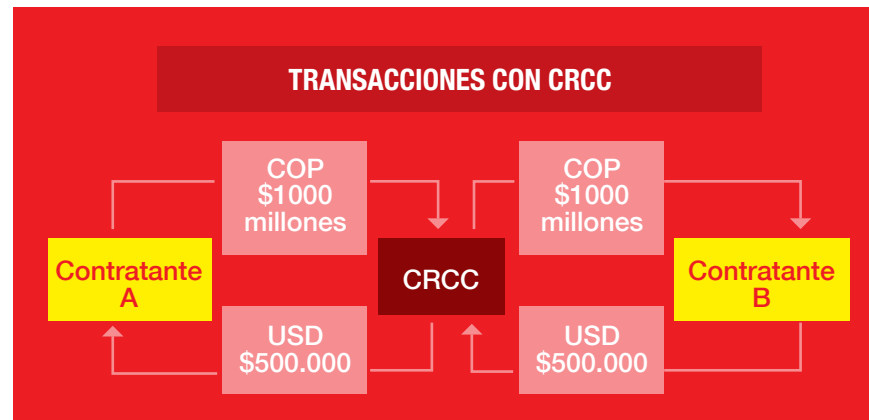 TRANSACCIONES CON CRCC
COP
$1000
millones
COP
$1000
millones
Contratante
A
CRCC
Contratante
B
USD
$500.000
USD
$500.000